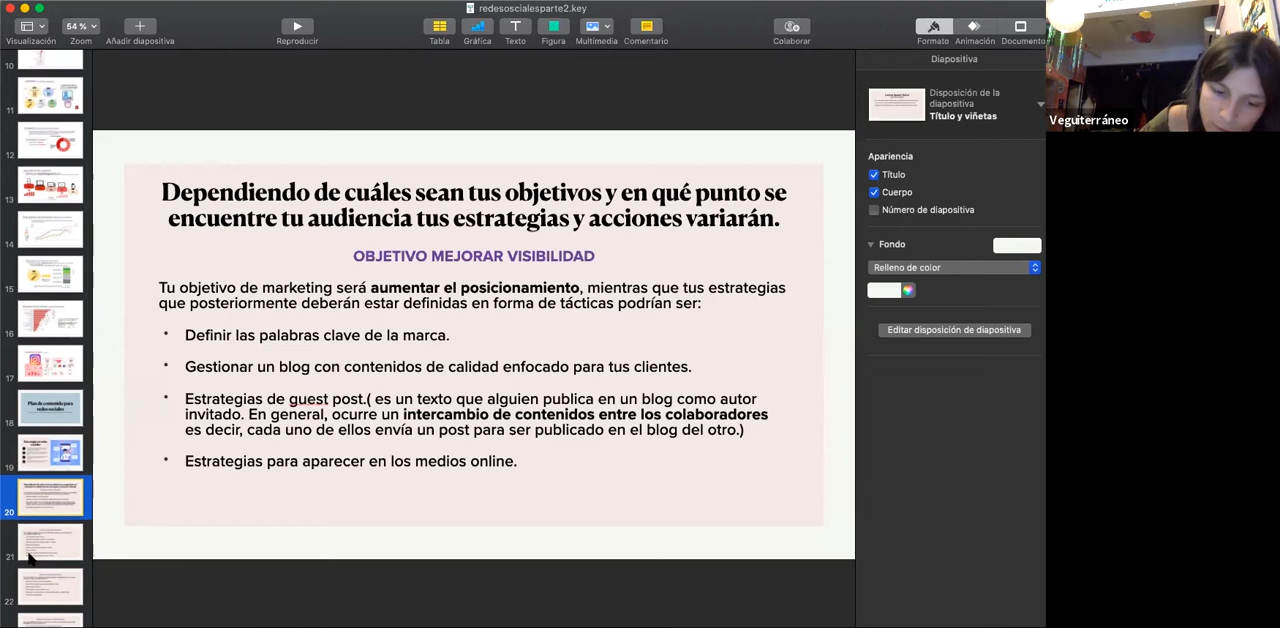 redesoscialesparte2.key
54 %
Visualización
Zoom
Añadir diapositiva
Reproducir
Tabla
Gráfica
Texto
Figura
Multimedia
Comentario
Colaborar
Formato
Animación
Documento
10
11
12
13
14
15
16
17
18
Plan de contenido para
redes sociales
19
20
21
22
Dependiendo de cuáles sean tus objetivos y en qué punto se
encuentre tu audiencia tus estrategias y acciones variarán.
OBJETIVO MEJORAR VISIBILIDAD
Tu objetivo de marketing será aumentar el posicionamiento, mientras que tus estrategias
que posteriormente deberán estar definidas en forma de tácticas podrían ser:
• Definir las palabras clave de la marca.
• Gestionar un blog con contenidos de calidad enfocado para tus clientes.
• Estrategias de guest post.( es un texto que alguien publica en un blog como autor
invitado. En general, ocurre un intercambio de contenidos entre los colaboradores
es decir, cada uno de ellos envía un post para ser publicado en el blog del otro.)
• Estrategias para aparecer en los medios online.
Diapositiva
Disposición de la
diapositiva
Título y viñetas
Apariencia
Título
Cuerpo
Número de diapositiva
Fondo
Relleno de color
Editar disposición de diapositiva
Veguiterráneo